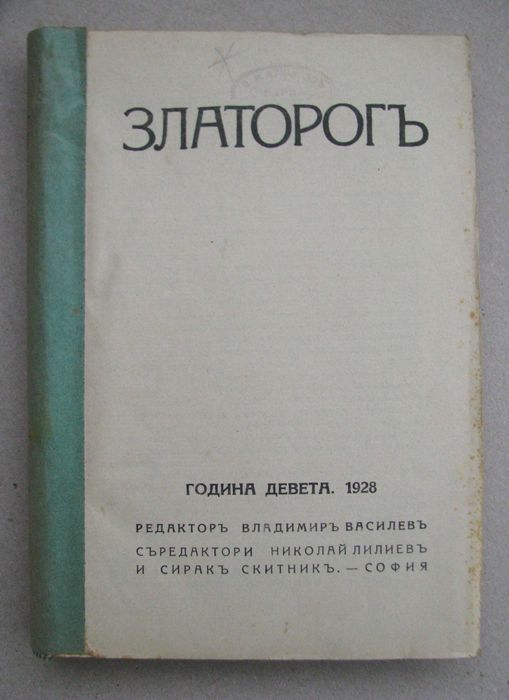 ЗЛАТОРОГЪ
ГОДИНА ДЕВЕТА. 1928
РЕДАКТОРЪ ВЛАДИМИРЪ ВАСИЛЕВЪ
СЪРЕДАКТОРИ НИКОЛАЙ ЛИЛИЕВЪ
И СИРАКЪ СКИТНИКЪ. — СОФИЯ